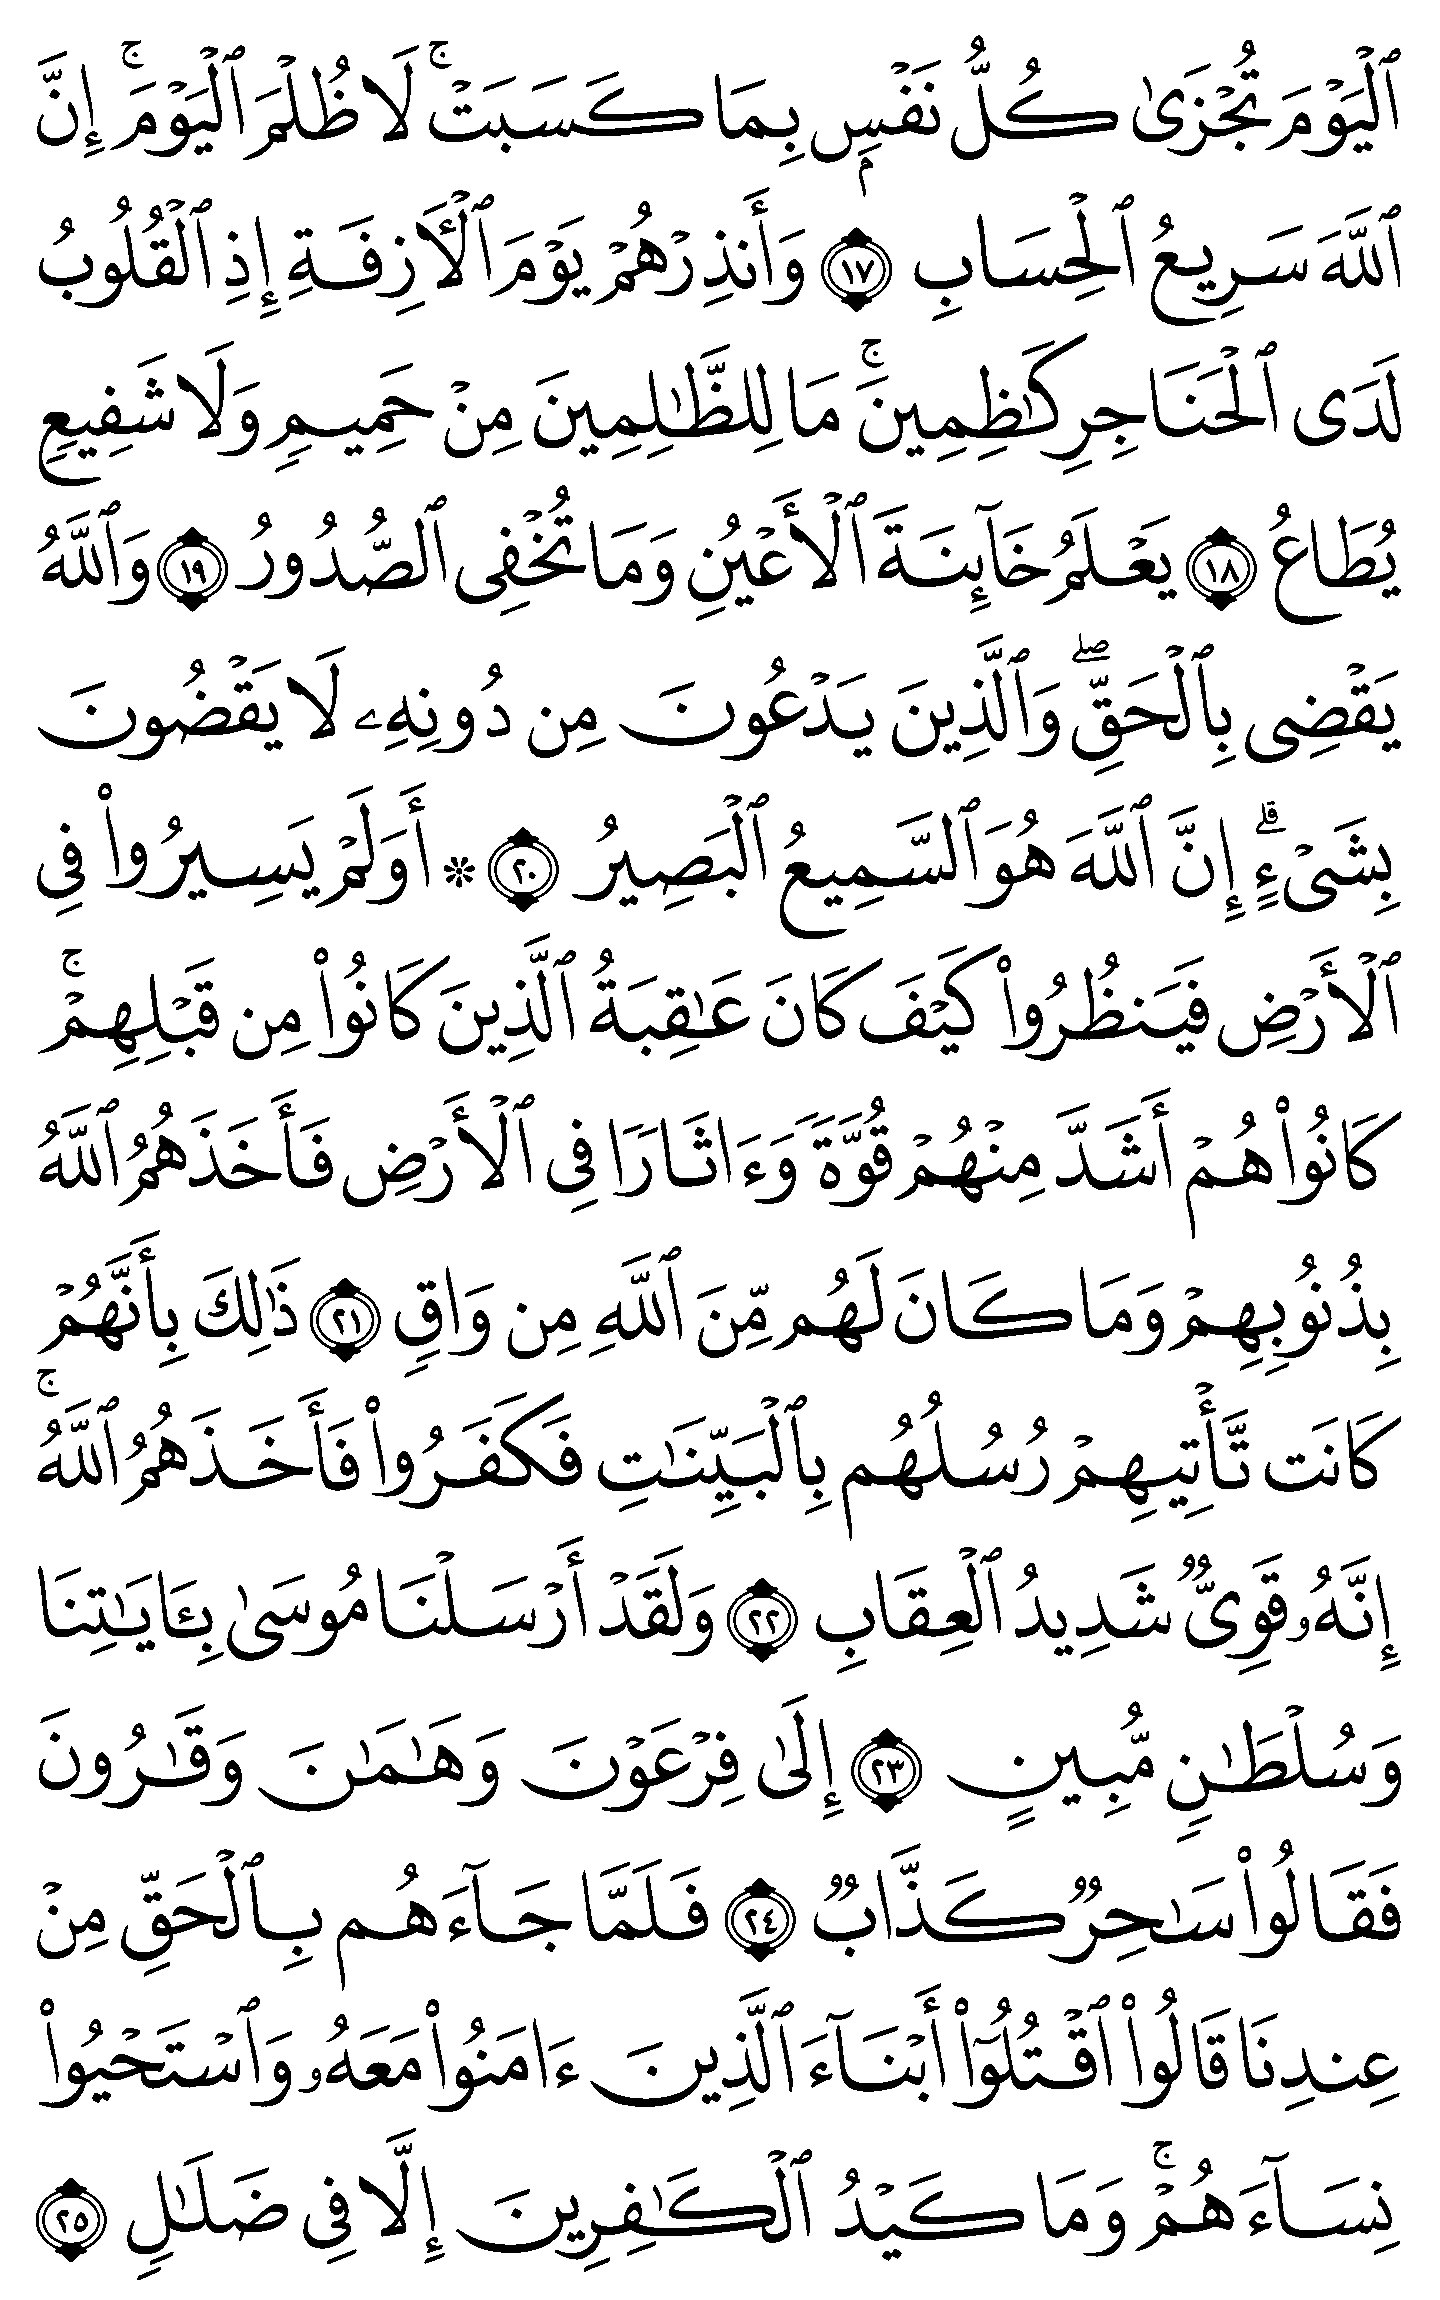 ٱلۡيَوۡمَ تُجۡزَىٰ كُلُّ نَفۡسِۭ بِمَا كَسَبَتۡۚ لَا ظُلۡمَ ٱلۡيَوۡمَۚ إِنَّ
ٱللَّهَ سَرِيعُ ٱلۡحِسَابِ ١٧ وَأَنذِرۡهُمۡ يَوۡمَ ٱلۡأٓزِفَةِ إِذِ ٱلۡقُلُوبُ
لَدَى ٱلۡحَنَاجِرِ كَٰظِمِينَۚ مَا لِلظَّٰلِمِينَ مِنۡ حَمِيمٖ وَلَا شَفِيعٖ
يُطَاعُ ١٨ يَعۡلَمُ خَآئِنَةَ ٱلۡأَعۡيُنِ وَمَا تُخۡفِي ٱلصُّدُورُ ١٩ وَٱللَّهُ
يَقۡضِي بِٱلۡحَقِّۖ وَٱلَّذِينَ يَدۡعُونَ مِن دُونِهِۦ لَا يَقۡضُونَ
بِشَيۡءٍۗ إِنَّ ٱللَّهَ هُوَ ٱلسَّمِيعُ ٱلۡبَصِيرُ ٢٠ ۞ أَوَلَمۡ يَسِيرُواْ فِي
ٱلۡأَرۡضِ فَيَنظُرُواْ كَيۡفَ كَانَ عَٰقِبَةُ ٱلَّذِينَ كَانُواْ مِن قَبۡلِهِمۡۚ
كَانُواْ هُمۡ أَشَدَّ مِنۡهُمۡ قُوَّةٗ وَءَاثَارٗا فِي ٱلۡأَرۡضِ فَأَخَذَهُمُ ٱللَّهُ
بِذُنُوبِهِمۡ وَمَا كَانَ لَهُم مِّنَ ٱللَّهِ مِن وَاقٖ ٢١ ذَٰلِكَ بِأَنَّهُمۡ
كَانَت تَّأۡتِيهِمۡ رُسُلُهُم بِٱلۡبَيِّنَٰتِ فَكَفَرُواْ فَأَخَذَهُمُ ٱللَّهُۚ
إِنَّهُۥ قَوِيّٞ شَدِيدُ ٱلۡعِقَابِ ٢٢ وَلَقَدۡ أَرۡسَلۡنَا مُوسَىٰ بِـَٔايَٰتِنَا
وَسُلۡطَٰنٖ مُّبِينٍ ٢٣ إِلَىٰ فِرۡعَوۡنَ وَهَٰمَٰنَ وَقَٰرُونَ
فَقَالُواْ سَٰحِرٞ كَذَّابٞ ٢٤ فَلَمَّا جَآءَهُم بِٱلۡحَقِّ مِنۡ
عِندِنَا قَالُواْ ٱقۡتُلُوٓاْ أَبۡنَآءَ ٱلَّذِينَ ءَامَنُواْ مَعَهُۥ وَٱسۡتَحۡيُواْ
نِسَآءَهُمۡۚ وَمَا كَيۡدُ ٱلۡكَٰفِرِينَ إِلَّا فِي ضَلَٰلٖ ٢٥